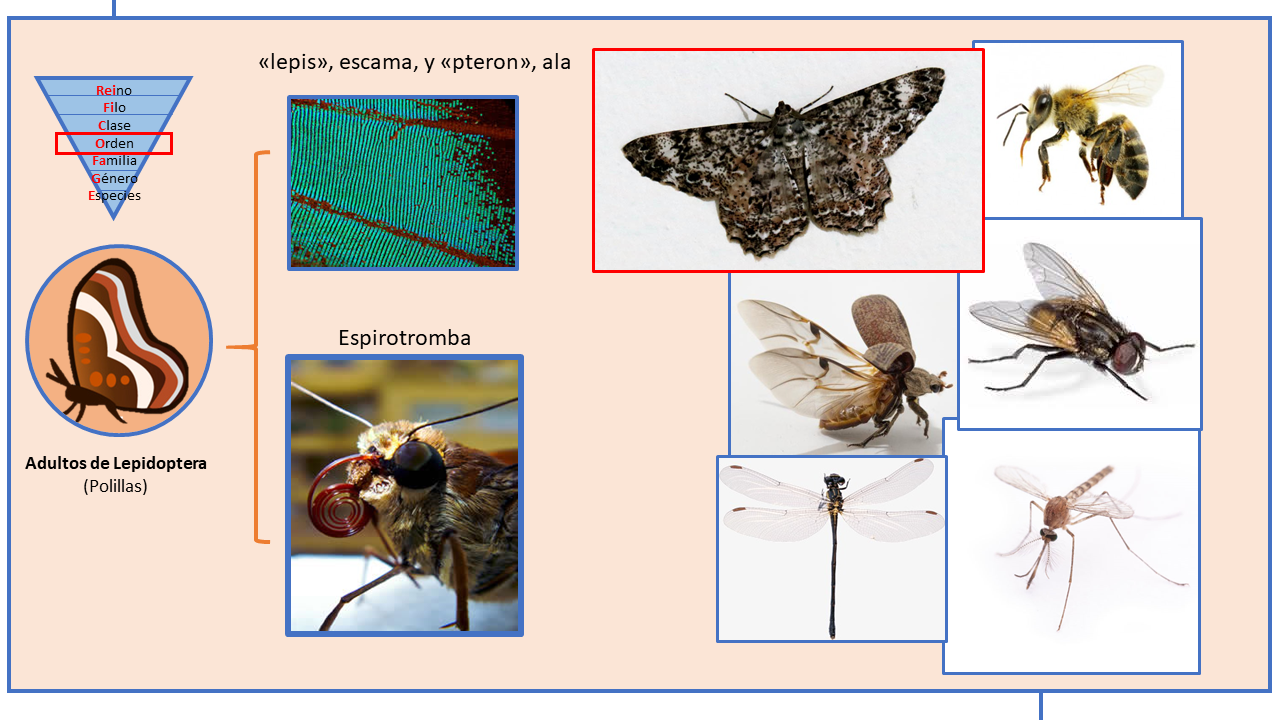 «lepis», escama, y «pteron», ala
Reino
Filo
Clase
Orden
Familia
Género
Especies
Espirotromba
Adultos de Lepidoptera
(Polillas)